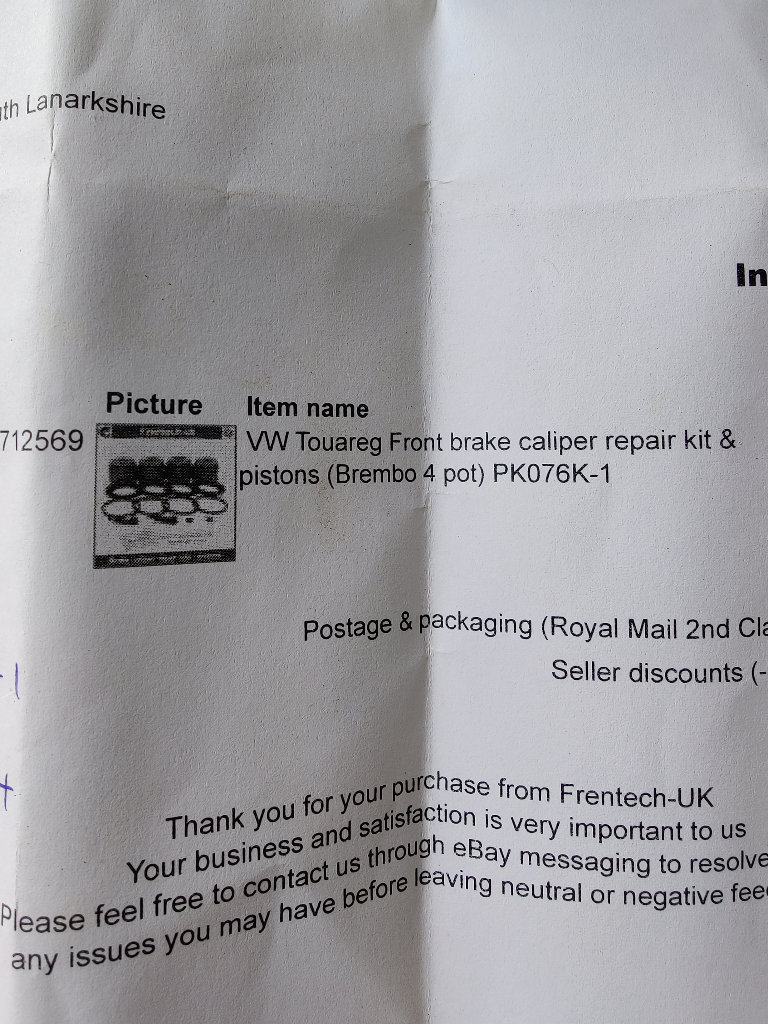 Lanarkshire
In
Picture Item name
712569 VW Touareg Front brake caliper repair kit &
pistons (Brembo 4 pot) PK076K-1
Postage & packaging (Royal Mail 2nd Cla
Seller discounts (-
Thank you for your purchase from Frentech-UK
Your business and satisfaction is very important to us
Please feel free to contact us through eBay messaging to resolve
any issues you may have before leaving neutral or negative fee